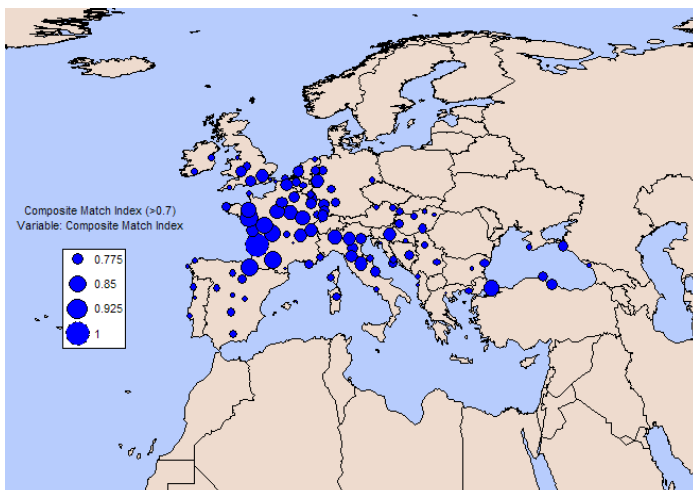 Composite Match Index (>0.7)
Variable: Composite Match Index
0.775
0.85
0.925
1